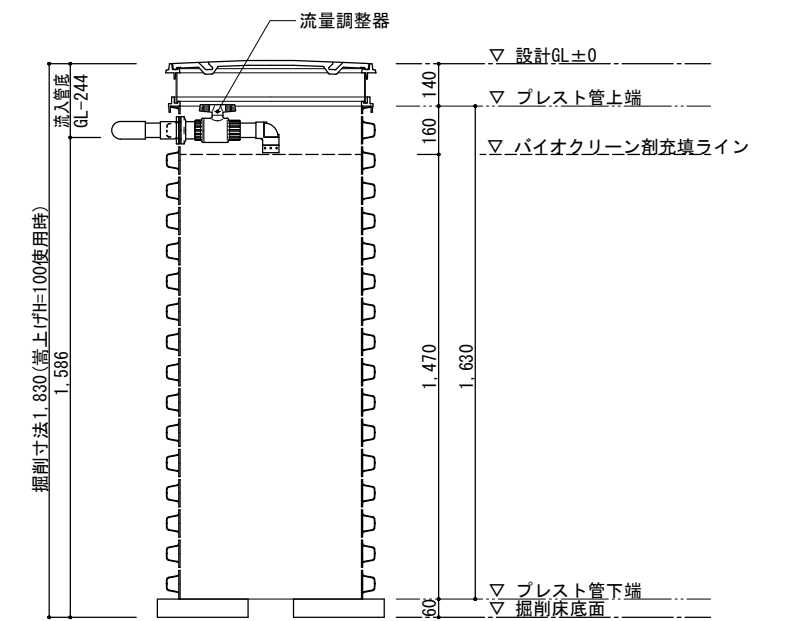 流量調整器
▽ 設計GL±0
▽ プレスト管上端
▽ バイオクリーン剤充填ライン
流入管底
GL-244
140
160
掘削寸法1,830(嵩上げH=100使用時)
1,586
1,470
1,630
▽ プレスト管下端
▽ 掘削床底面
60